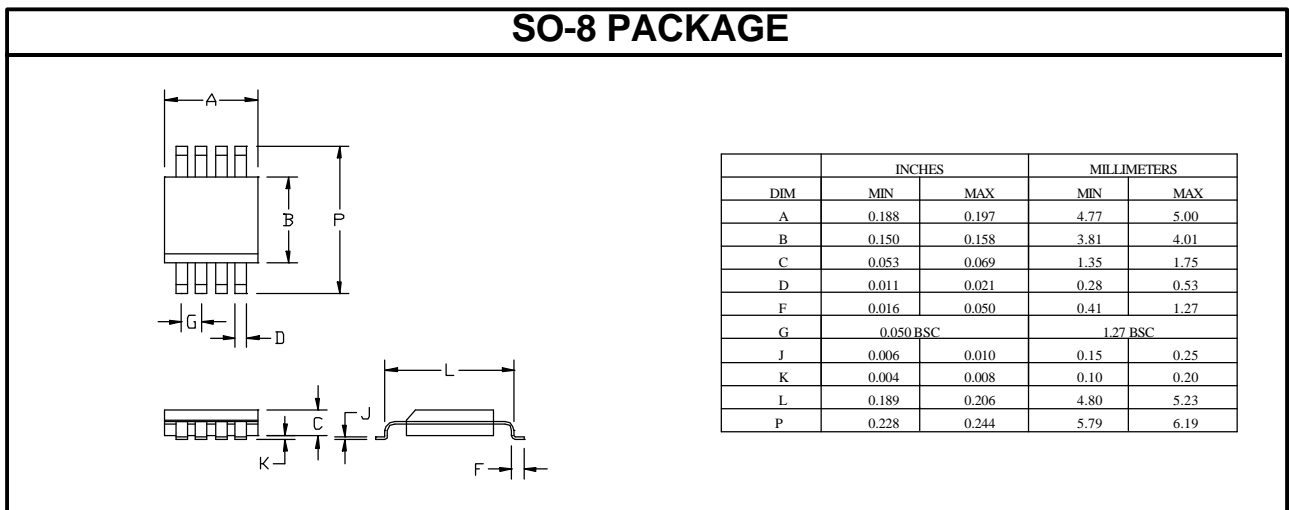 SO-8 PACKAGE
A
B
P
G
D
C
K
J
L
F
INCHES MILLIMETERS
DIM MIN MAX MIN MAX
A 0.188 0.197 4.77 5.00
B 0.150 0.158 3.81 4.01
C 0.053 0.069 1.35 1.75
D 0.011 0.021 0.28 0.53
F 0.016 0.050 0.41 1.27
G 0.050 BSC 1.27 BSC
J 0.006 0.010 0.15 0.25
K 0.004 0.008 0.10 0.20
L 0.189 0.206 4.80 5.23
P 0.228 0.244 5.79 6.19